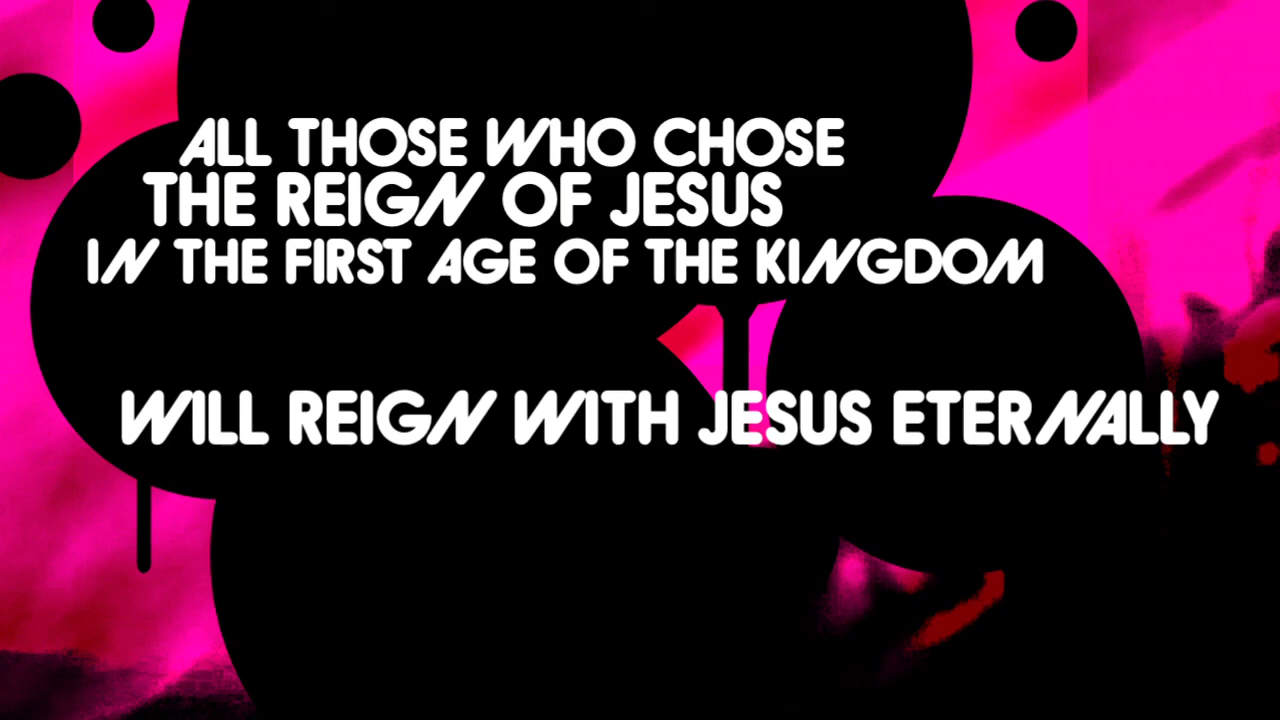 ALL THOSE WHO CHOSE
THE REIGN OF JESUS
IN THE FIRST AGE OF THE KINGDOM
WILL REIGN WITH JESUS ETERNALLY